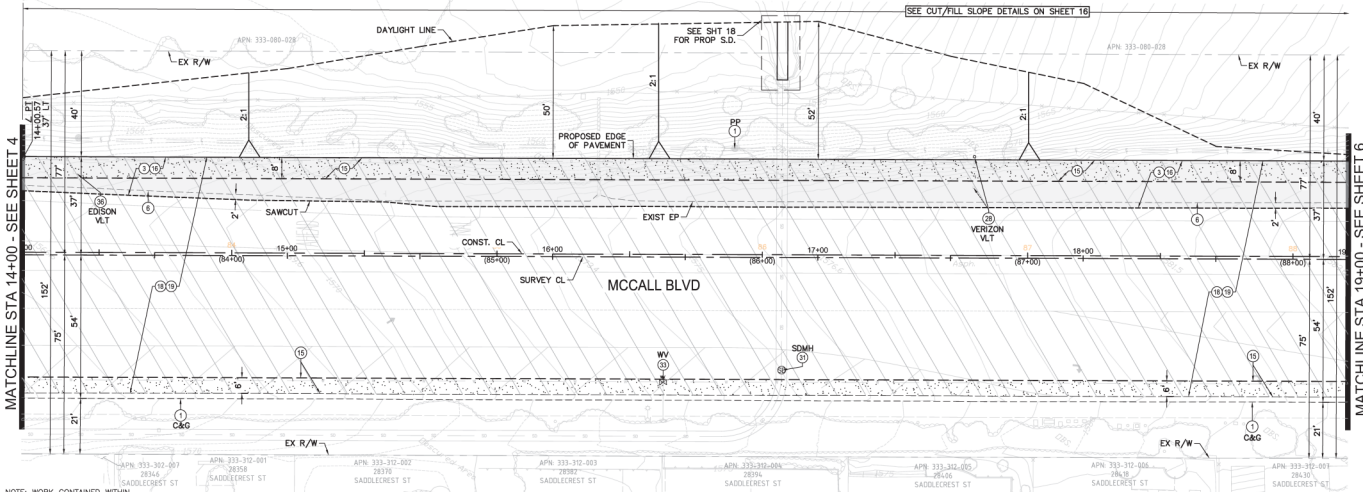 SEE CUT/FILL SLOPE DETAILS ON SHEET 16
DAYLIGHT LINE
APN: 333-080-028
SEE SHT 18
FOR PROP S.D.
APN: 333-080-028
EX R/W
EX R/W
PT
14+00.57
37' LT
40'
2:1
50'
2:1
52'
2:1
40'
1565
PP
1
PROPOSED EDGE
OF PAVEMENT
MATCHLINE STA 14+00 - SEE SHEET 4
MATCHLINE STA 19+00 - SEE SHEET 6
77'
37'
3 16
8'
15
15
3 16
8'
77'
37'
36
EDISON
VLT
6
2'
SAWCUT
EXIST EP
28
VERIZON
VLT
6
2'
84
15+00
CONST. CL
16+00
86
17+00
87
18+00
88
19
00
(84+00)
(85+00)
(86+00)
(87+00)
(88+00)
SURVEY CL
MCCALL BLVD
152'
75'
54'
18 19
18 19
152'
75'
54'
15
WV
33
SDMH
31
15
6'
6'
1
C&G
1
C&G
21'
21'
EX R/W
EX R/W
APN: 333-302-007
28346
SADDLECREST ST
APN: 333-312-001
28358
SADDLECREST ST
APN: 333-312-002
28370
SADDLECREST ST
APN: 333-312-003
28382
SADDLECREST ST
APN: 333-312-004
28394
SADDLECREST ST
APN: 333-312-005
28406
SADDLECREST ST
APN: 333-312-006
28418
SADDLECREST ST
APN: 333-312-007
28430
SADDLECREST ST
NOTE: WORK CONTAINED WITHIN